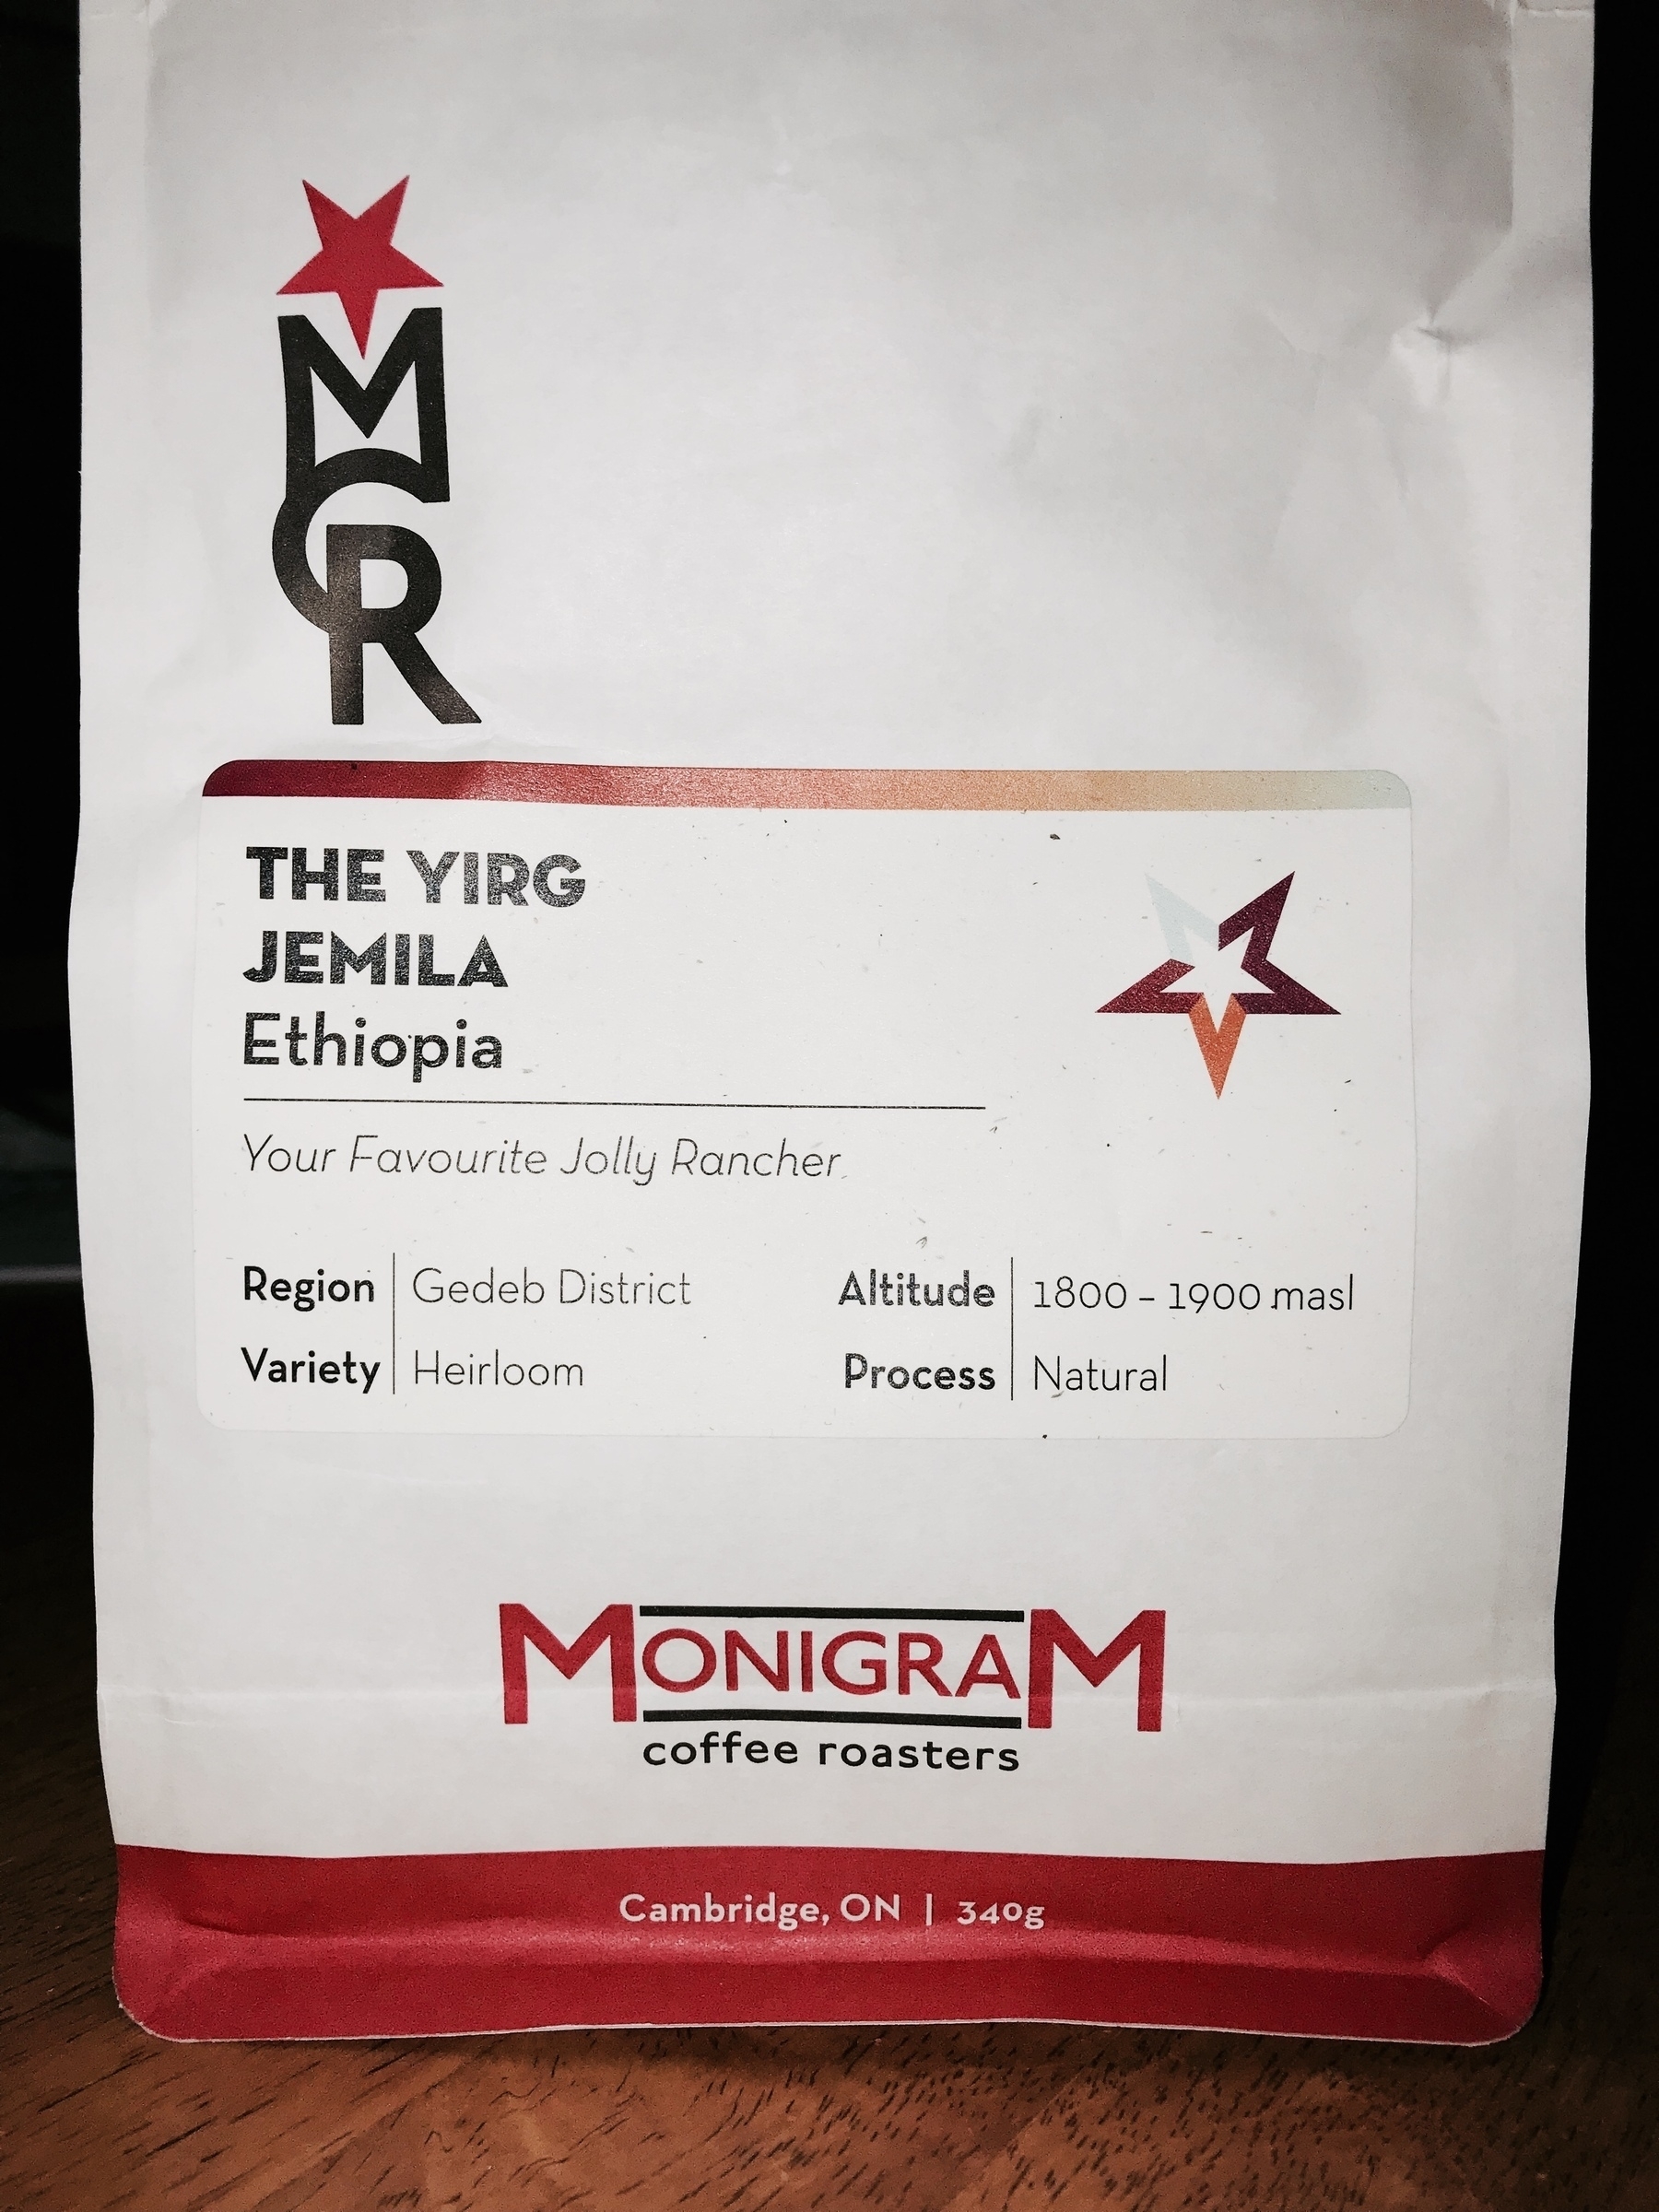 MCR
THE YIRG
JEMILA
Ethiopia
Your Favourite Jolly Rancher
Region | Gedeb District
Altitude | 1800 – 1900 masl
Variety | Heirloom
Process | Natural
MONIGRAM
coffee roasters
Cambridge, ON | 340g